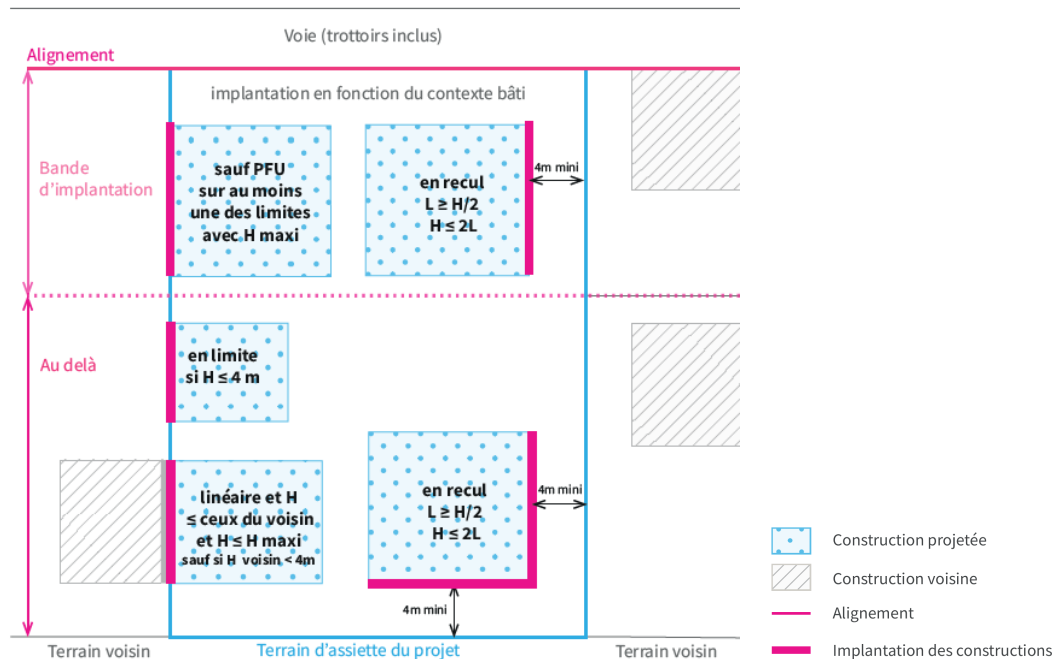 Voie (trottoirs inclus)
Alignement
implantation en fonction du contexte bâti
Bande
d'implantation
sauf PFU
sur au moins
une des limites
avec H maxi
en recul
L ≥ H/2
H ≤ 2L
4m mini
Au delà
en limite
si H ≤ 4 m
linéaire et H
≤ ceux du voisin
et H ≤ H maxi
sauf si H voisin < 4m
en recul
L ≥ H/2
H ≤ 2L
4m mini
4m mini
Terrain voisin
Terrain d'assiette du projet
Terrain voisin
Construction projetée
Construction voisine
Alignement
Implantation des constructions